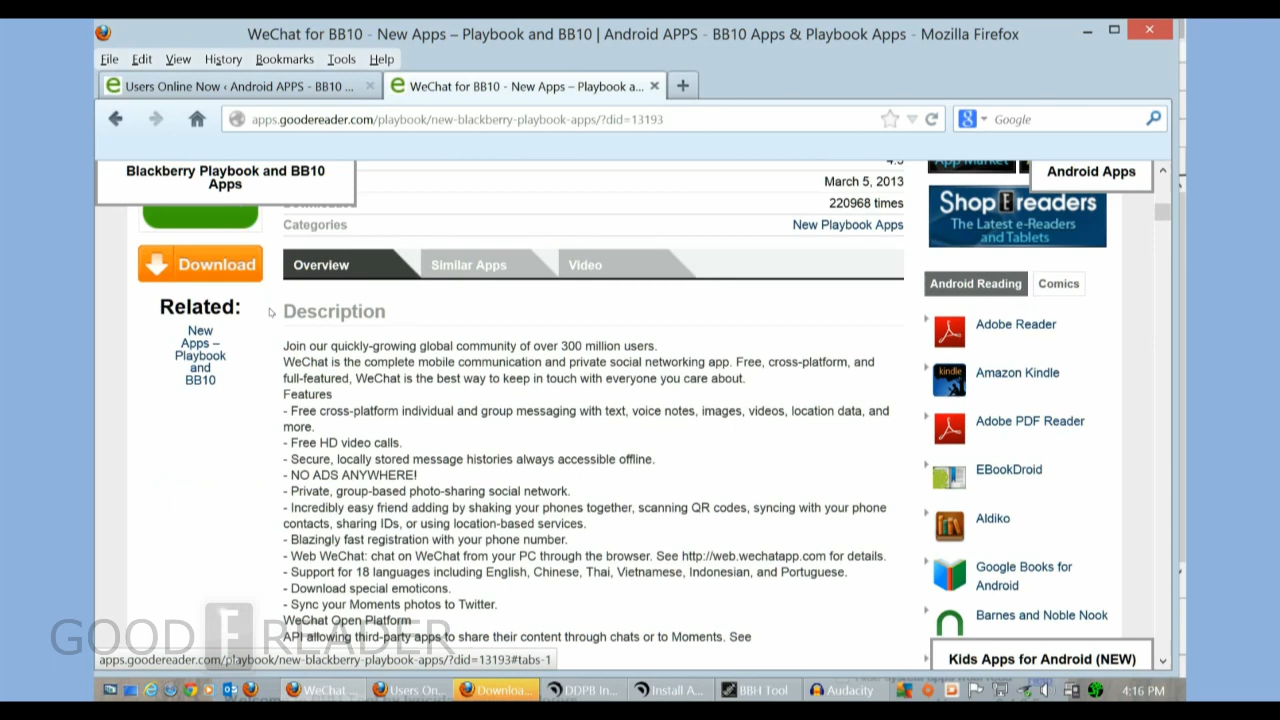 WeChat for BB10 - New Apps – Playbook and BB10 | Android APPS - BB10 Apps & Playbook Apps - Mozilla Firefox
File Edit View History Bookmarks Tools Help
Users Online Now ‹ Android APPS - BB10 ...
WeChat for BB10 - New Apps – Playbook a...
apps.goodereader.com/playbook/new-blackberry-playbook-apps/?did=13193
Google
Blackberry Playbook and BB10
Apps
4.5
March 5, 2013
220968 times
Categories
New Playbook Apps
Download
Related:
New
Apps –
Playbook
and
BB10
Overview
Similar Apps
Video
Description
Join our quickly-growing global community of over 300 million users.
WeChat is the complete mobile communication and private social networking app. Free, cross-platform, and
full-featured, WeChat is the best way to keep in touch with everyone you care about.
Features
- Free cross-platform individual and group messaging with text, voice notes, images, videos, location data, and
more.
- Free HD video calls.
- Secure, locally stored message histories always accessible offline.
- NO ADS ANYWHERE!
- Private, group-based photo-sharing social network.
- Incredibly easy friend adding by shaking your phones together, scanning QR codes, syncing with your phone
contacts, sharing IDs, or using location-based services.
- Blazingly fast registration with your phone number.
- Web WeChat: chat on WeChat from your PC through the browser. See http://web.wechatapp.com for details.
- Support for 18 languages including English, Chinese, Thai, Vietnamese, Indonesian, and Portuguese.
- Download special emoticons.
- Sync your Moments photos to Twitter.
WeChat Open Platform
API allowing third-party apps to share their content through chats or to Moments. See
App Market
Android Apps
Shop E readers
The Latest e-Readers
and Tablets
Android Reading
Comics
Adobe Reader
kindle
Amazon Kindle
Adobe PDF Reader
EBookDroid
Aldiko
Google Books for
Android
Barnes and Noble Nook
Kids Apps for Android (NEW)
GOOD E READER
apps.goodereader.com/playbook/new-blackberry-playbook-apps/?did=13193#tabs-1
WeChat ...
Users On...
Downloa...
DDPB In...
Install A...
BBH Tool
Audacity
4:16 PM